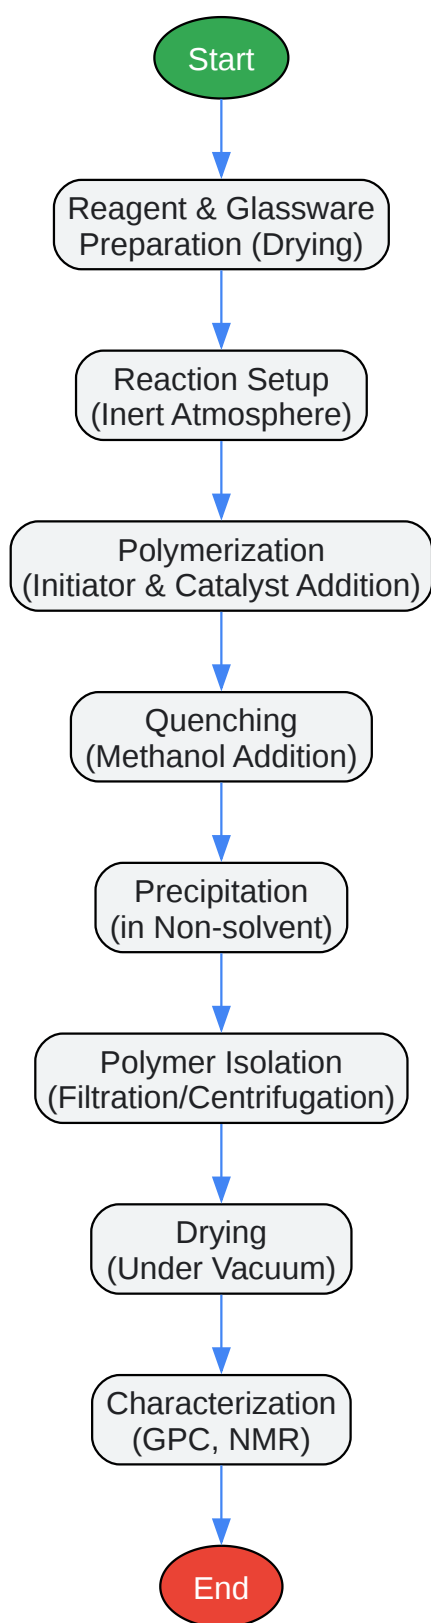 Start
Reagent & Glassware
Preparation (Drying)
Reaction Setup
(Inert Atmosphere)
Polymerization
(Initiator & Catalyst Addition)
Quenching
(Methanol Addition)
Precipitation
(in Non-solvent)
Polymer Isolation
(Filtration/Centrifugation)
Drying
(Under Vacuum)
Characterization
(GPC, NMR)
End